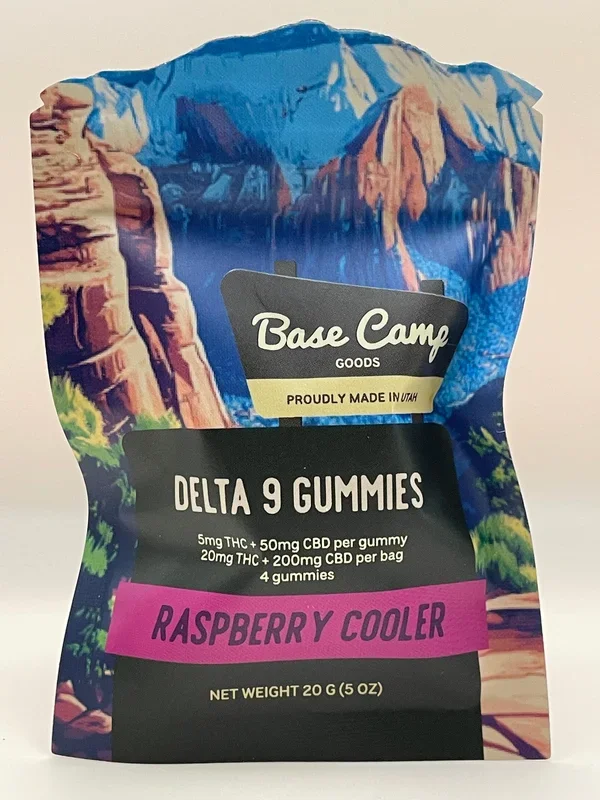 Base Camp
GOODS
PROUDLY MADE IN UTAH
DELTA 9 GUMMIES
5mg THC + 50mg CBD per gummy
20mg THC + 200mg CBD per bag
4 gummies
RASPBERRY COOLER
NET WEIGHT 20 G (5 OZ)